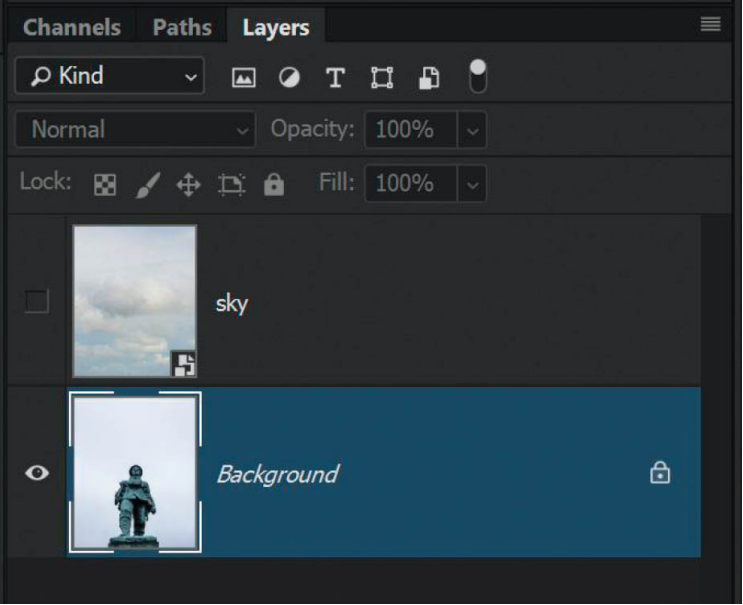 Channels Paths Layers
Kind
Normal Opacity: 100%
Lock: Fill: 100%
sky
Background